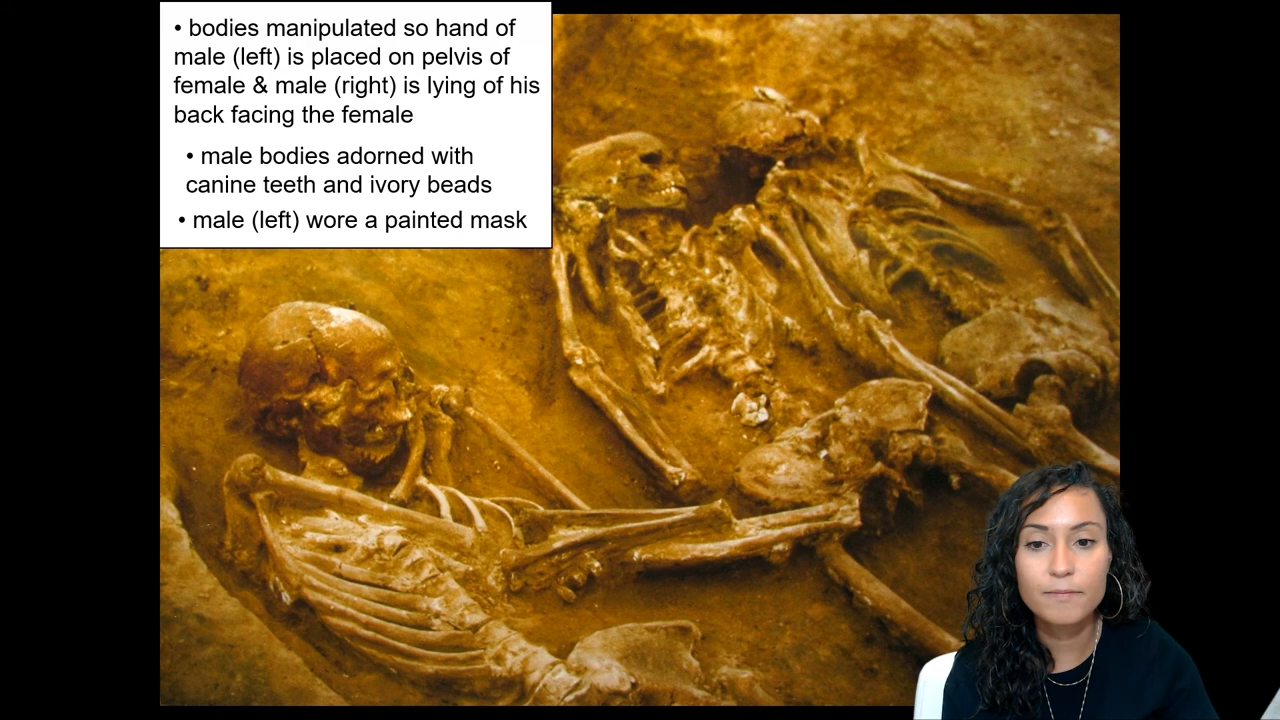 • bodies manipulated so hand of
male (left) is placed on pelvis of
female & male (right) is lying of his
back facing the female
• male bodies adorned with
canine teeth and ivory beads
• male (left) wore a painted mask